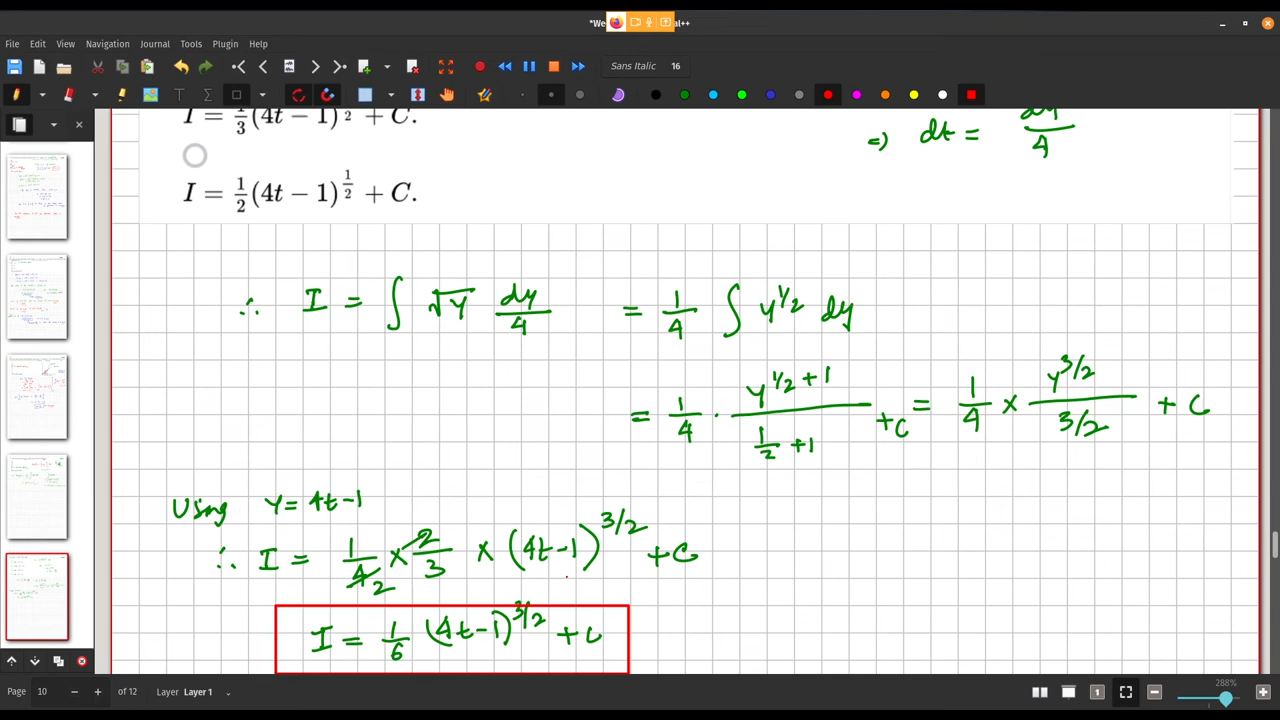 *We al++
File Edit View Navigation Journal Tools Plugin Help
Sans Italic 16
I = 1/3 (4t − 1)^2 + C.
⇒ dt = dy/4
I = 1/2 (4t − 1)^(1/2) + C.
∴ I = ∫ √Y dy/4 = 1/4 ∫ y^(1/2) dy
= 1/4 · y^(1/2 + 1) / (1/2 + 1) + C = 1/4 × y^(3/2) / (3/2) + C
Using Y = 4t−1
∴ I = 1/4 2 × 2/3 × (4t−1)^(3/2) + C
I = 1/6 (4t−1)^(3/2) + C
Page 10 of 12 Layer Layer 1 288%